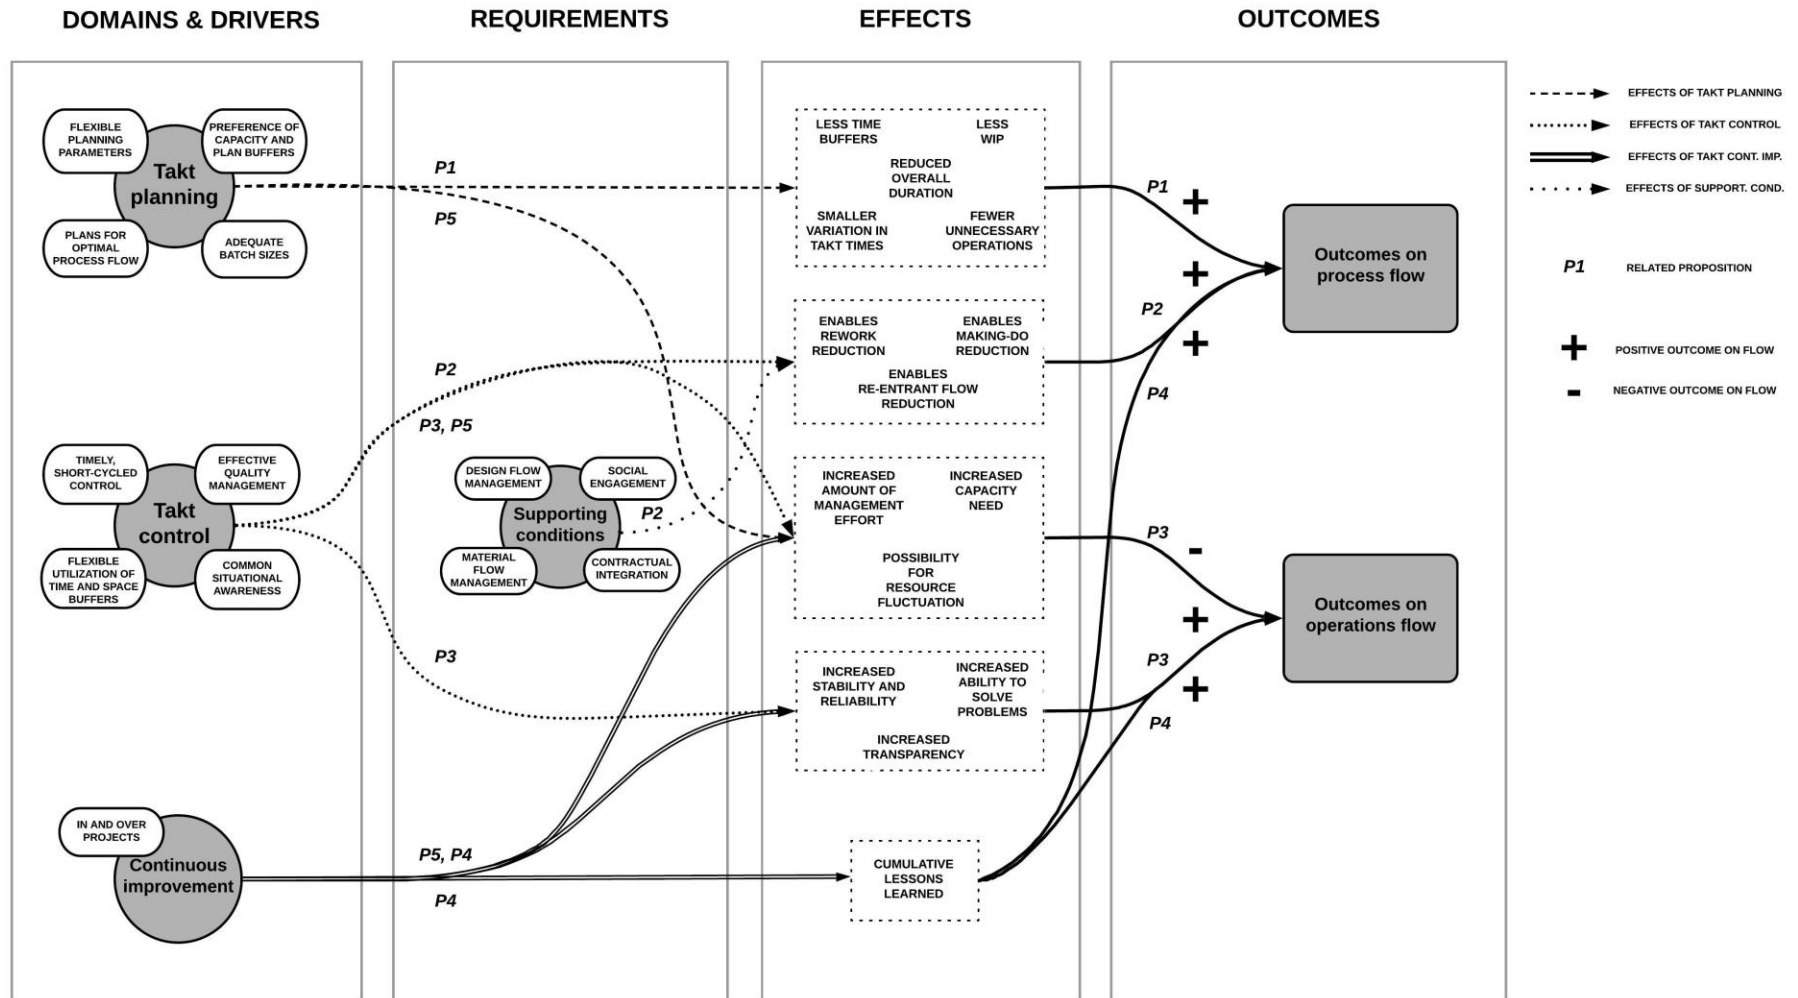 DOMAINS & DRIVERS
REQUIREMENTS
EFFECTS
OUTCOMES
FLEXIBLE
PLANNING
PARAMETERS
PREFERENCE OF
CAPACITY AND
PLAN BUFFERS
Takt
planning
PLANS FOR
OPTIMAL
PROCESS FLOW
ADEQUATE
BATCH SIZES
TIMELY,
SHORT-CYCLED
CONTROL
EFFECTIVE
QUALITY
MANAGEMENT
Takt
control
FLEXIBLE
UTILIZATION OF
TIME AND SPACE
BUFFERS
COMMON
SITUATIONAL
AWARENESS
IN AND OVER
PROJECTS
Continuous
improvement
P1
P5
P2
P3, P5
DESIGN FLOW
MANAGEMENT
SOCIAL
ENGAGEMENT
Supporting
conditions
P2
MATERIAL
FLOW
MANAGEMENT
CONTRACTUAL
INTEGRATION
P3
P5, P4
P4
LESS TIME
BUFFERS
LESS
WIP
REDUCED
OVERALL
DURATION
SMALLER
VARIATION IN
TAKT TIMES
FEWER
UNNECESSARY
OPERATIONS
ENABLES
REWORK
REDUCTION
ENABLES
MAKING-DO
REDUCTION
ENABLES
RE-ENTRANT FLOW
REDUCTION
INCREASED
AMOUNT OF
MANAGEMENT
EFFORT
INCREASED
CAPACITY
NEED
POSSIBILITY
FOR
RESOURCE
FLUCTUATION
INCREASED
STABILITY AND
RELIABILITY
INCREASED
ABILITY TO
SOLVE
PROBLEMS
INCREASED
TRANSPARENCY
CUMULATIVE
LESSONS
LEARNED
P1
+
+
P2
+
P4
Outcomes on
process flow
P3
-
+
P3
+
P4
Outcomes on
operations flow
EFFECTS OF TAKT PLANNING
EFFECTS OF TAKT CONTROL
EFFECTS OF TAKT CONT. IMP.
EFFECTS OF SUPPORT. COND.
P1 RELATED PROPOSITION
+ POSITIVE OUTCOME ON FLOW
- NEGATIVE OUTCOME ON FLOW